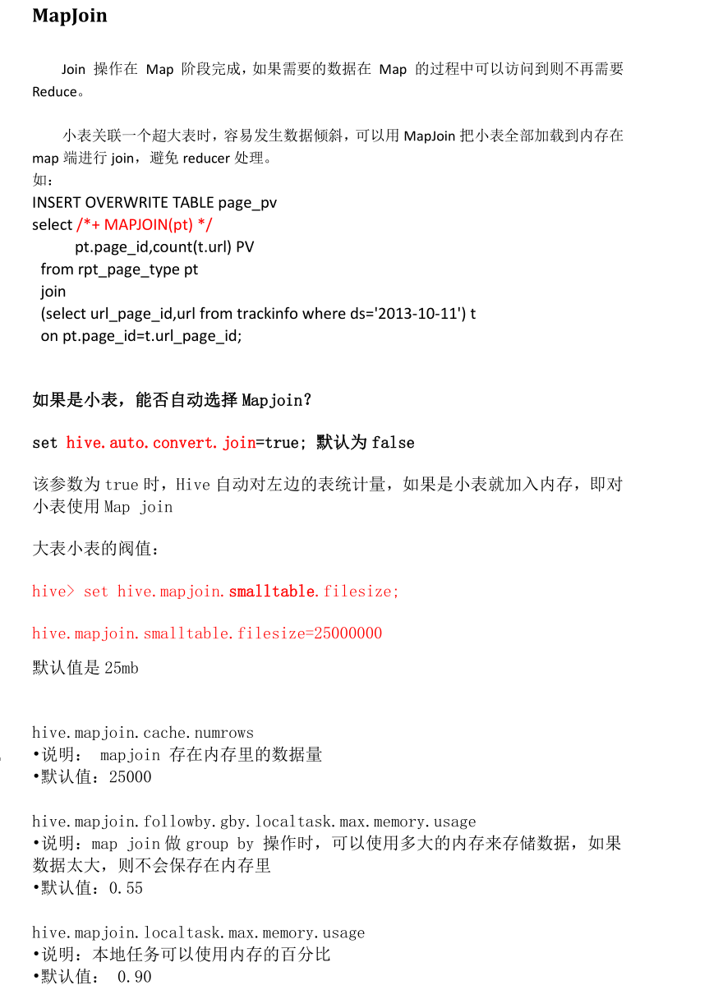 MapJoin
Join 操作在 Map 阶段完成，如果需要的数据在 Map 的过程中可以访问到则不再需要
Reduce。
小表关联一个超大表时，容易发生数据倾斜，可以用 MapJoin 把小表全部加载到内存在
map 端进行 join，避免 reducer 处理。
如：
INSERT OVERWRITE TABLE page_pv
select /*+ MAPJOIN(pt) */
pt.page_id,count(t.url) PV
from rpt_page_type pt
join
(select url_page_id,url from trackinfo where ds='2013-10-11') t
on pt.page_id=t.url_page_id;
如果是小表，能否自动选择 Mapjoin？
set hive.auto.convert.join=true; 默认为 false
该参数为 true 时，Hive 自动对左边的表统计量，如果是小表就加入内存，即对
小表使用 Map join
大表小表的阀值：
hive> set hive.mapjoin.smalltable.filesize;
hive.mapjoin.smalltable.filesize=25000000
默认值是 25mb
hive.mapjoin.cache.numrows
•说明： mapjoin 存在内存里的数据量
•默认值：25000
hive.mapjoin.followby.gby.localtask.max.memory.usage
•说明：map join 做 group by 操作时，可以使用多大的内存来存储数据，如果
数据太大，则不会保存在内存里
•默认值：0.55
hive.mapjoin.localtask.max.memory.usage
•说明：本地任务可以使用内存的百分比
•默认值： 0.90